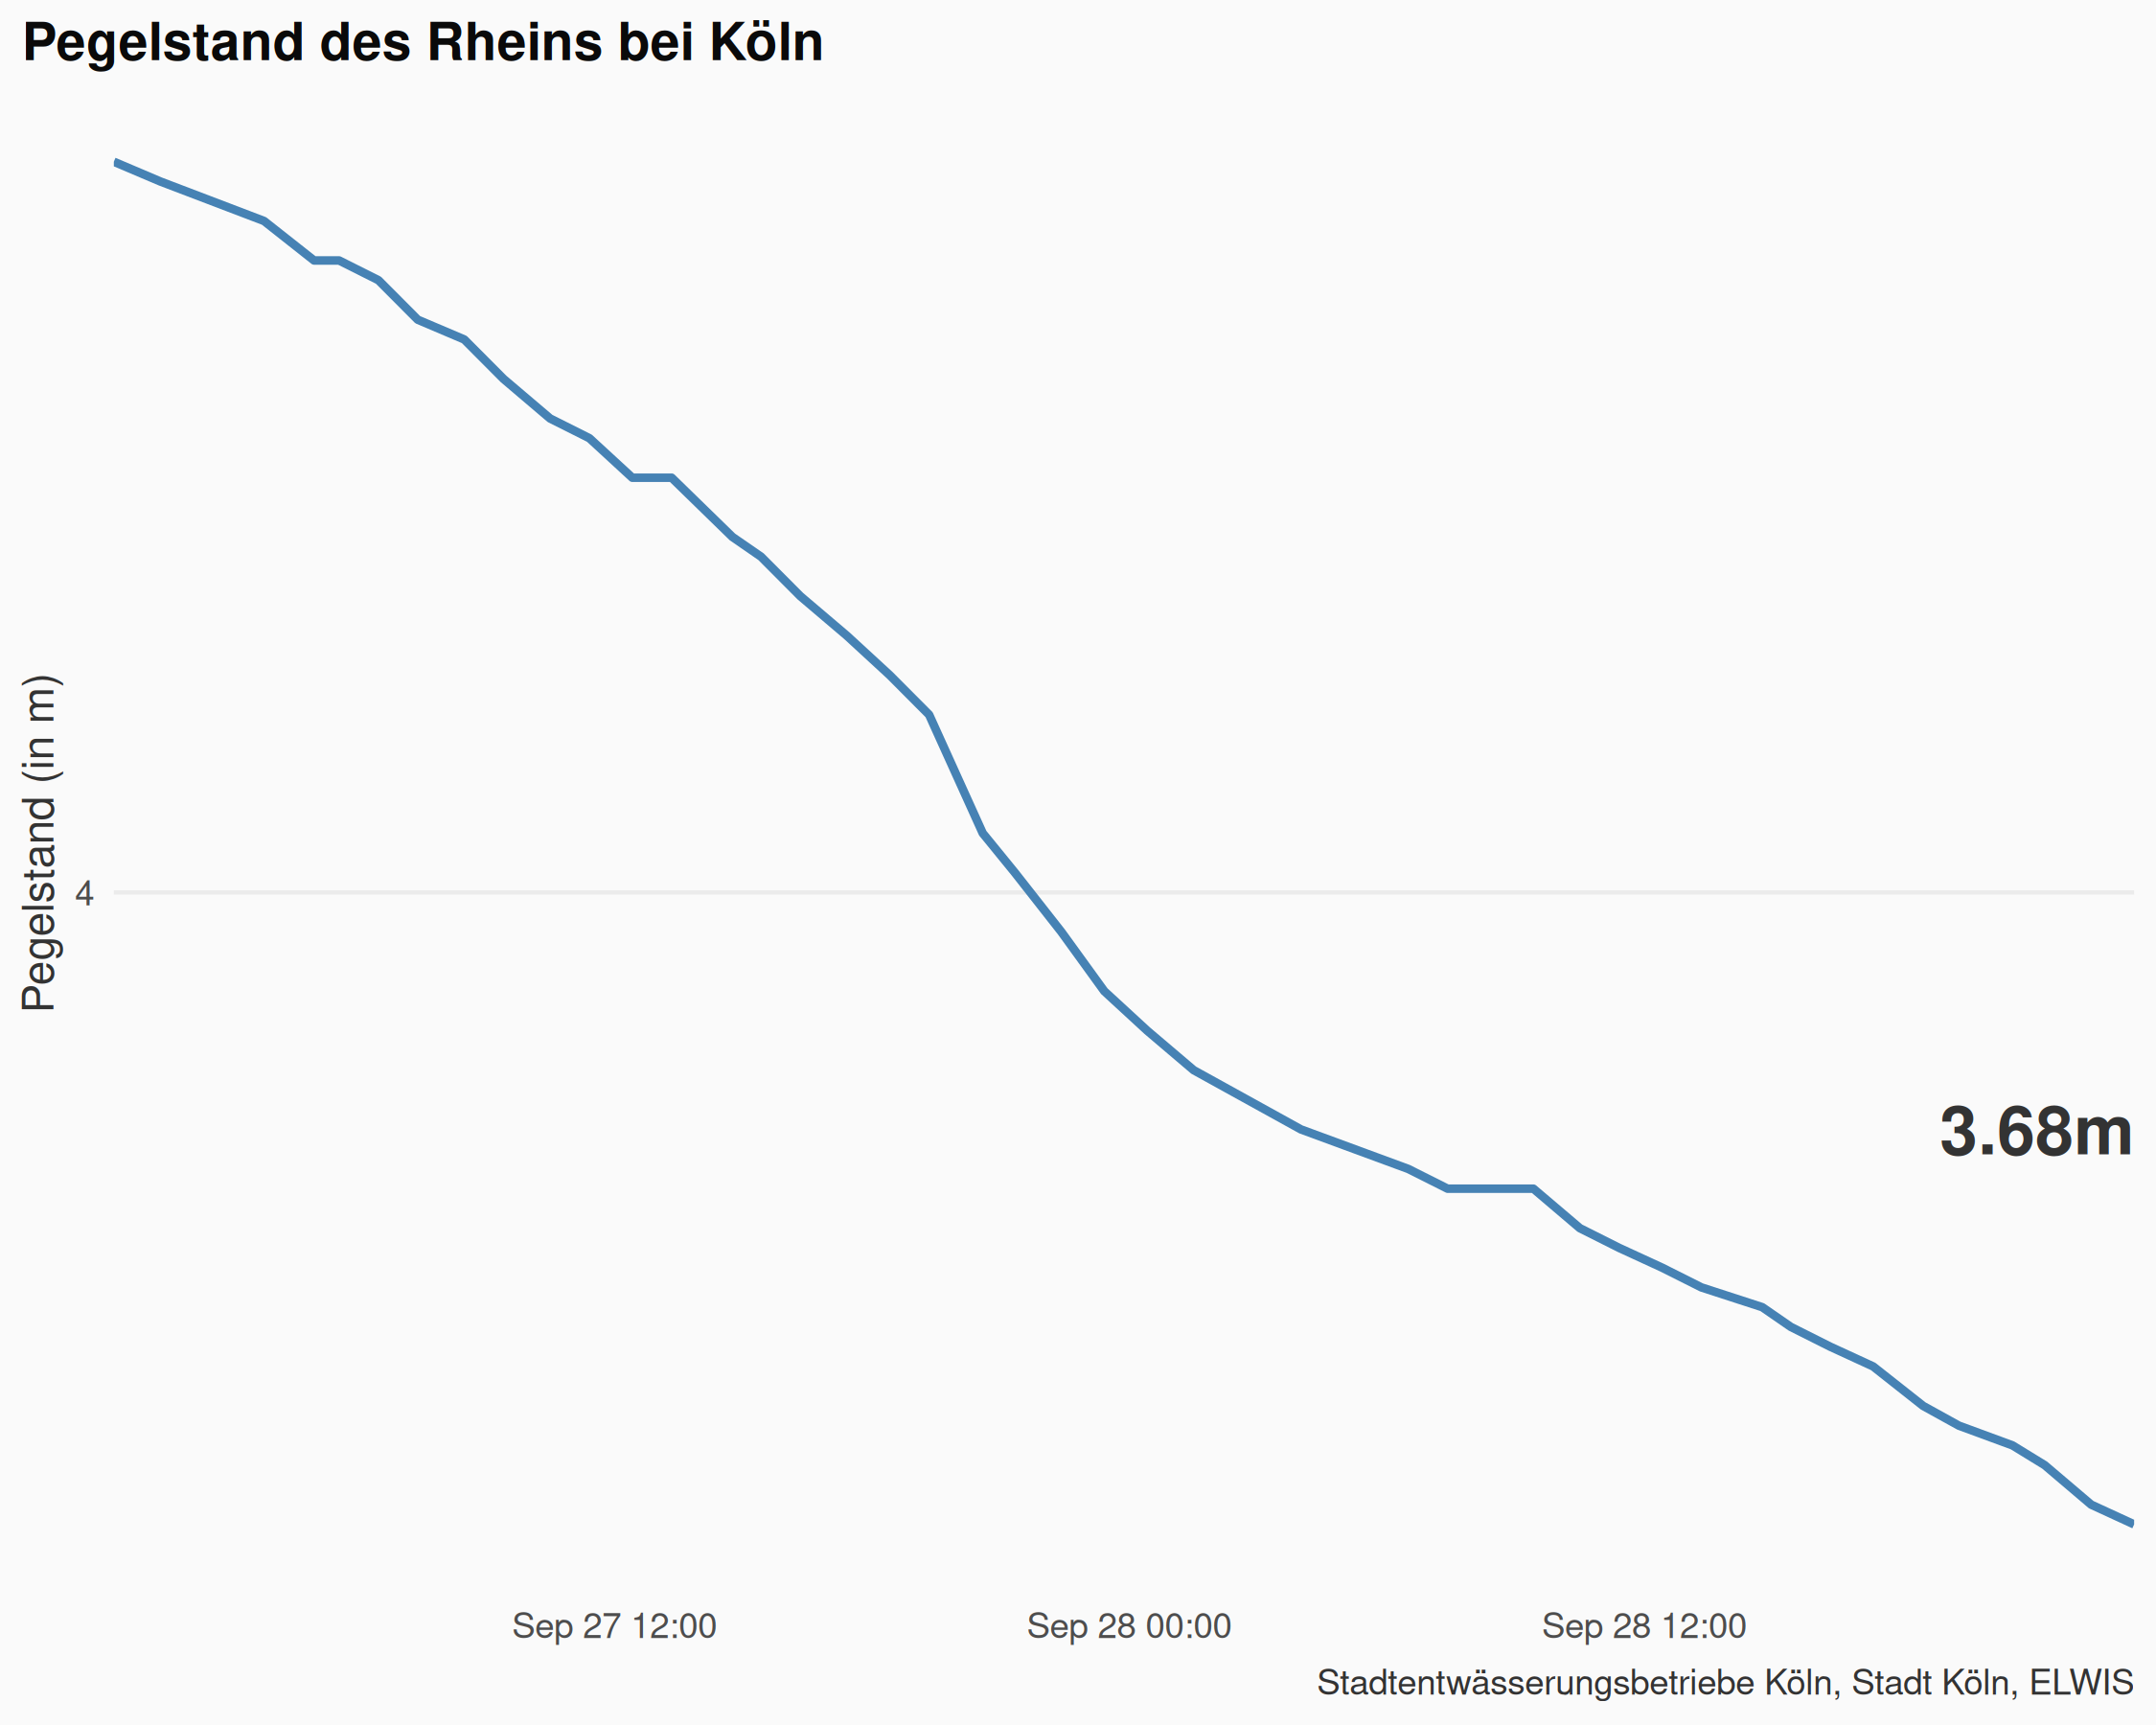 Pegelstand des Rheins bei Köln
Pegelstand (in m)
4
3.68m
Sep 27 12:00
Sep 28 00:00
Sep 28 12:00
Stadtentwässerungsbetriebe Köln, Stadt Köln, ELWIS